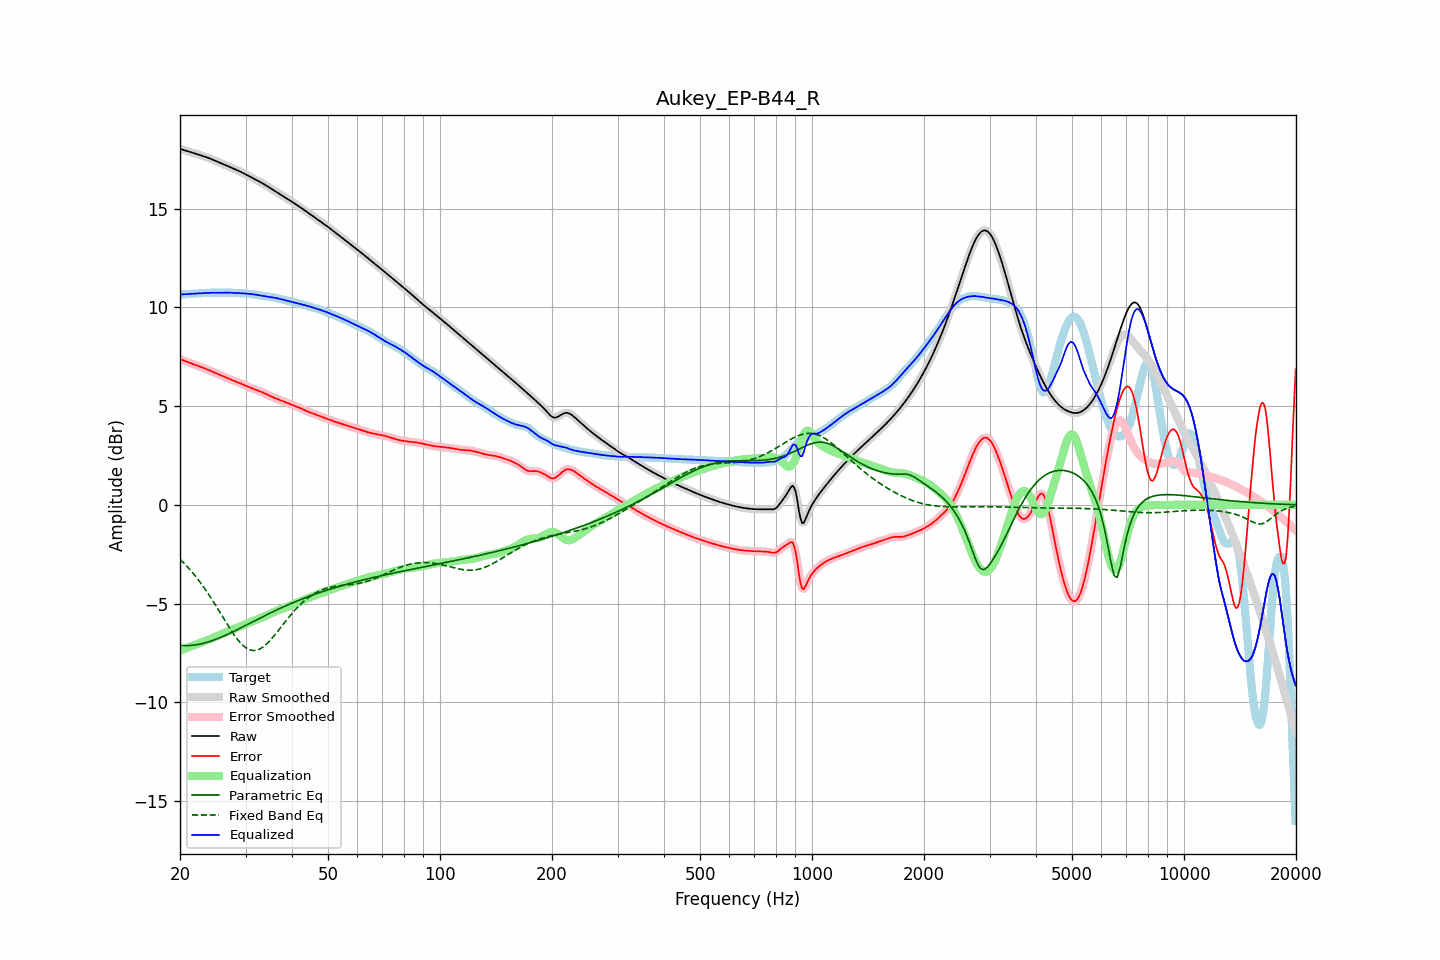 Aukey_EP-B44_R
Amplitude (dBr)
15
10
5
0
−5
−10
−15
Target
Raw Smoothed
Error Smoothed
Raw
Error
Equalization
Parametric Eq
Fixed Band Eq
Equalized
20 50 100 200 500 1000 2000 5000 10000 20000
Frequency (Hz)